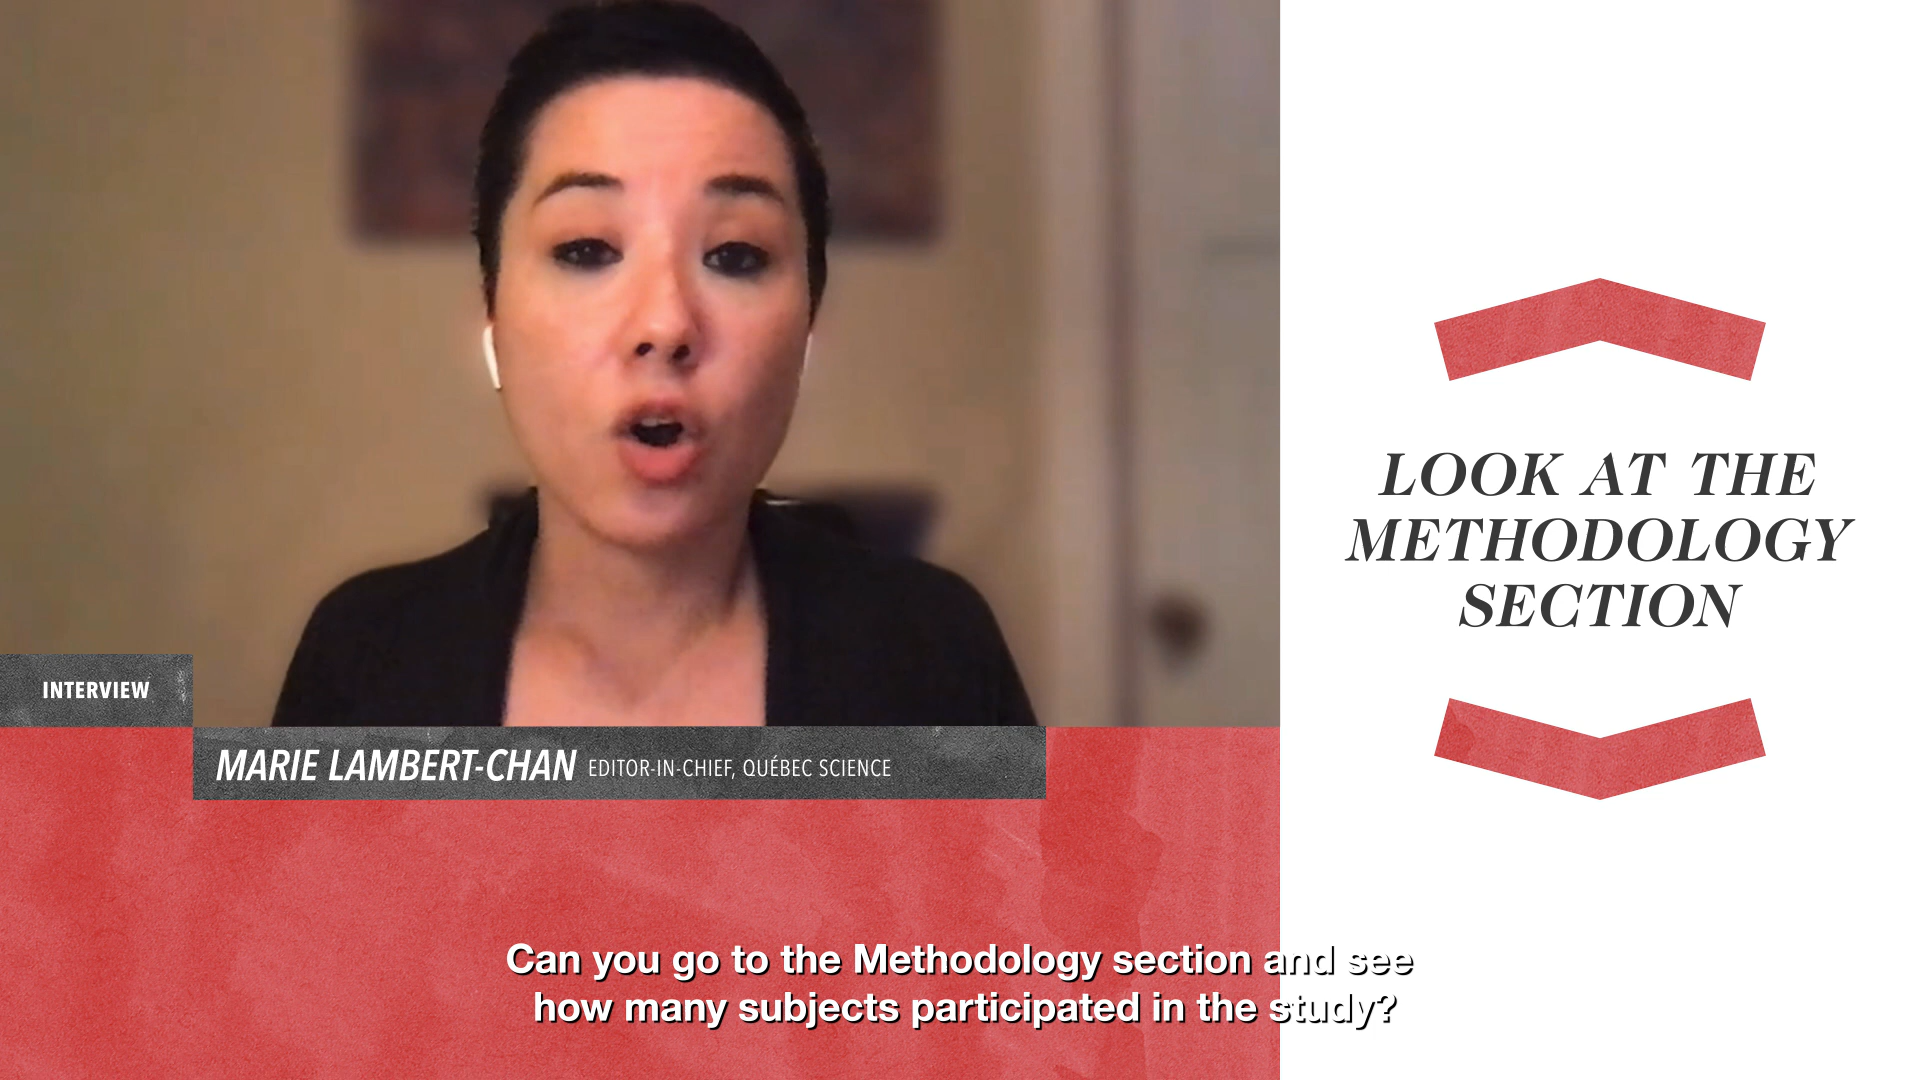 LOOK AT THE
METHODOLOGY
SECTION
INTERVIEW
MARIE LAMBERT-CHAN EDITOR-IN-CHIEF, QUÉBEC SCIENCE
Can you go to the Methodology section and see
how many subjects participated in the study?